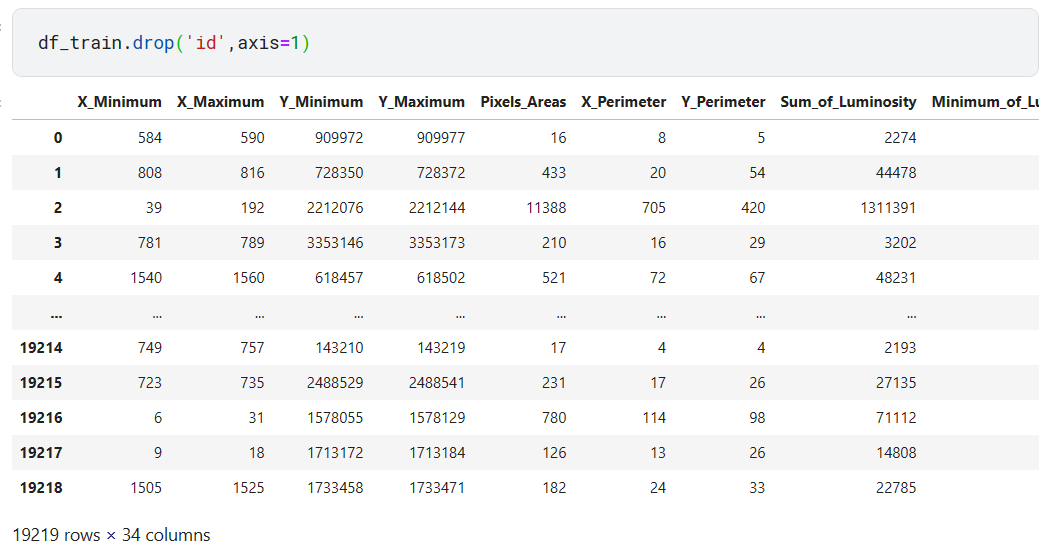 df_train.drop('id',axis=1)
X_Minimum X_Maximum Y_Minimum Y_Maximum Pixels_Areas X_Perimeter Y_Perimeter Sum_of_Luminosity Minimum_of_Lu
0 584 590 909972 909977 16 8 5 2274
1 808 816 728350 728372 433 20 54 44478
2 39 192 2212076 2212144 11388 705 420 1311391
3 781 789 3353146 3353173 210 16 29 3202
4 1540 1560 618457 618502 521 72 67 48231
... ... ... ... ... ... ... ... ...
19214 749 757 143210 143219 17 4 4 2193
19215 723 735 2488529 2488541 231 17 26 27135
19216 6 31 1578055 1578129 780 114 98 71112
19217 9 18 1713172 1713184 126 13 26 14808
19218 1505 1525 1733458 1733471 182 24 33 22785
19219 rows × 34 columns